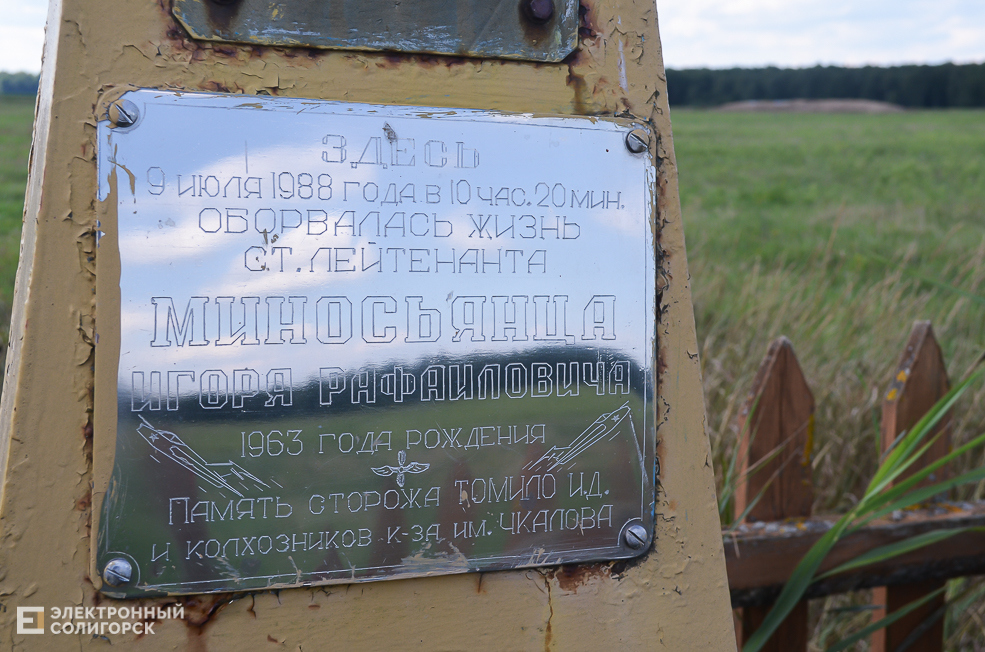 ЗДЕСЬ
9 ИЮЛЯ 1988 ГОДА В 10 ЧАС. 20 МИН.
ОБОРВАЛАСЬ ЖИЗНЬ
СТ. ЛЕЙТЕНАНТА
МИНОСЬЯНЦА
ИГОРЯ РАФАИЛОВИЧА
1963 ГОДА РОЖДЕНИЯ
ПАМЯТЬ СТОРОЖА ТОМИЛО И.Д.
И КОЛХОЗНИКОВ К-ЗА ИМ. ЧКАЛОВА
ЭЛЕКТРОННЫЙ
СОЛИГОРСК